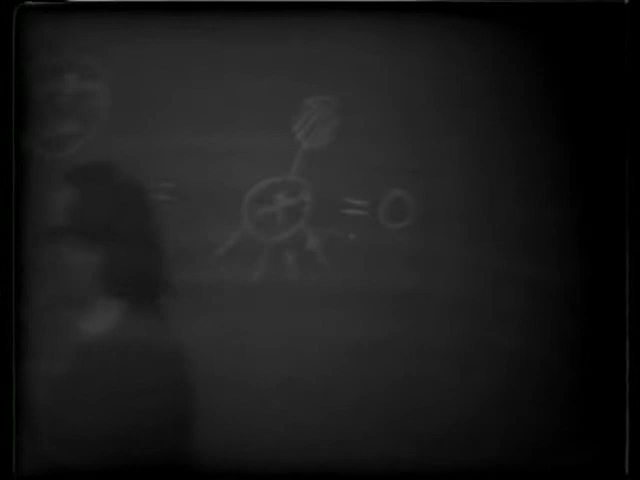 = + = 0